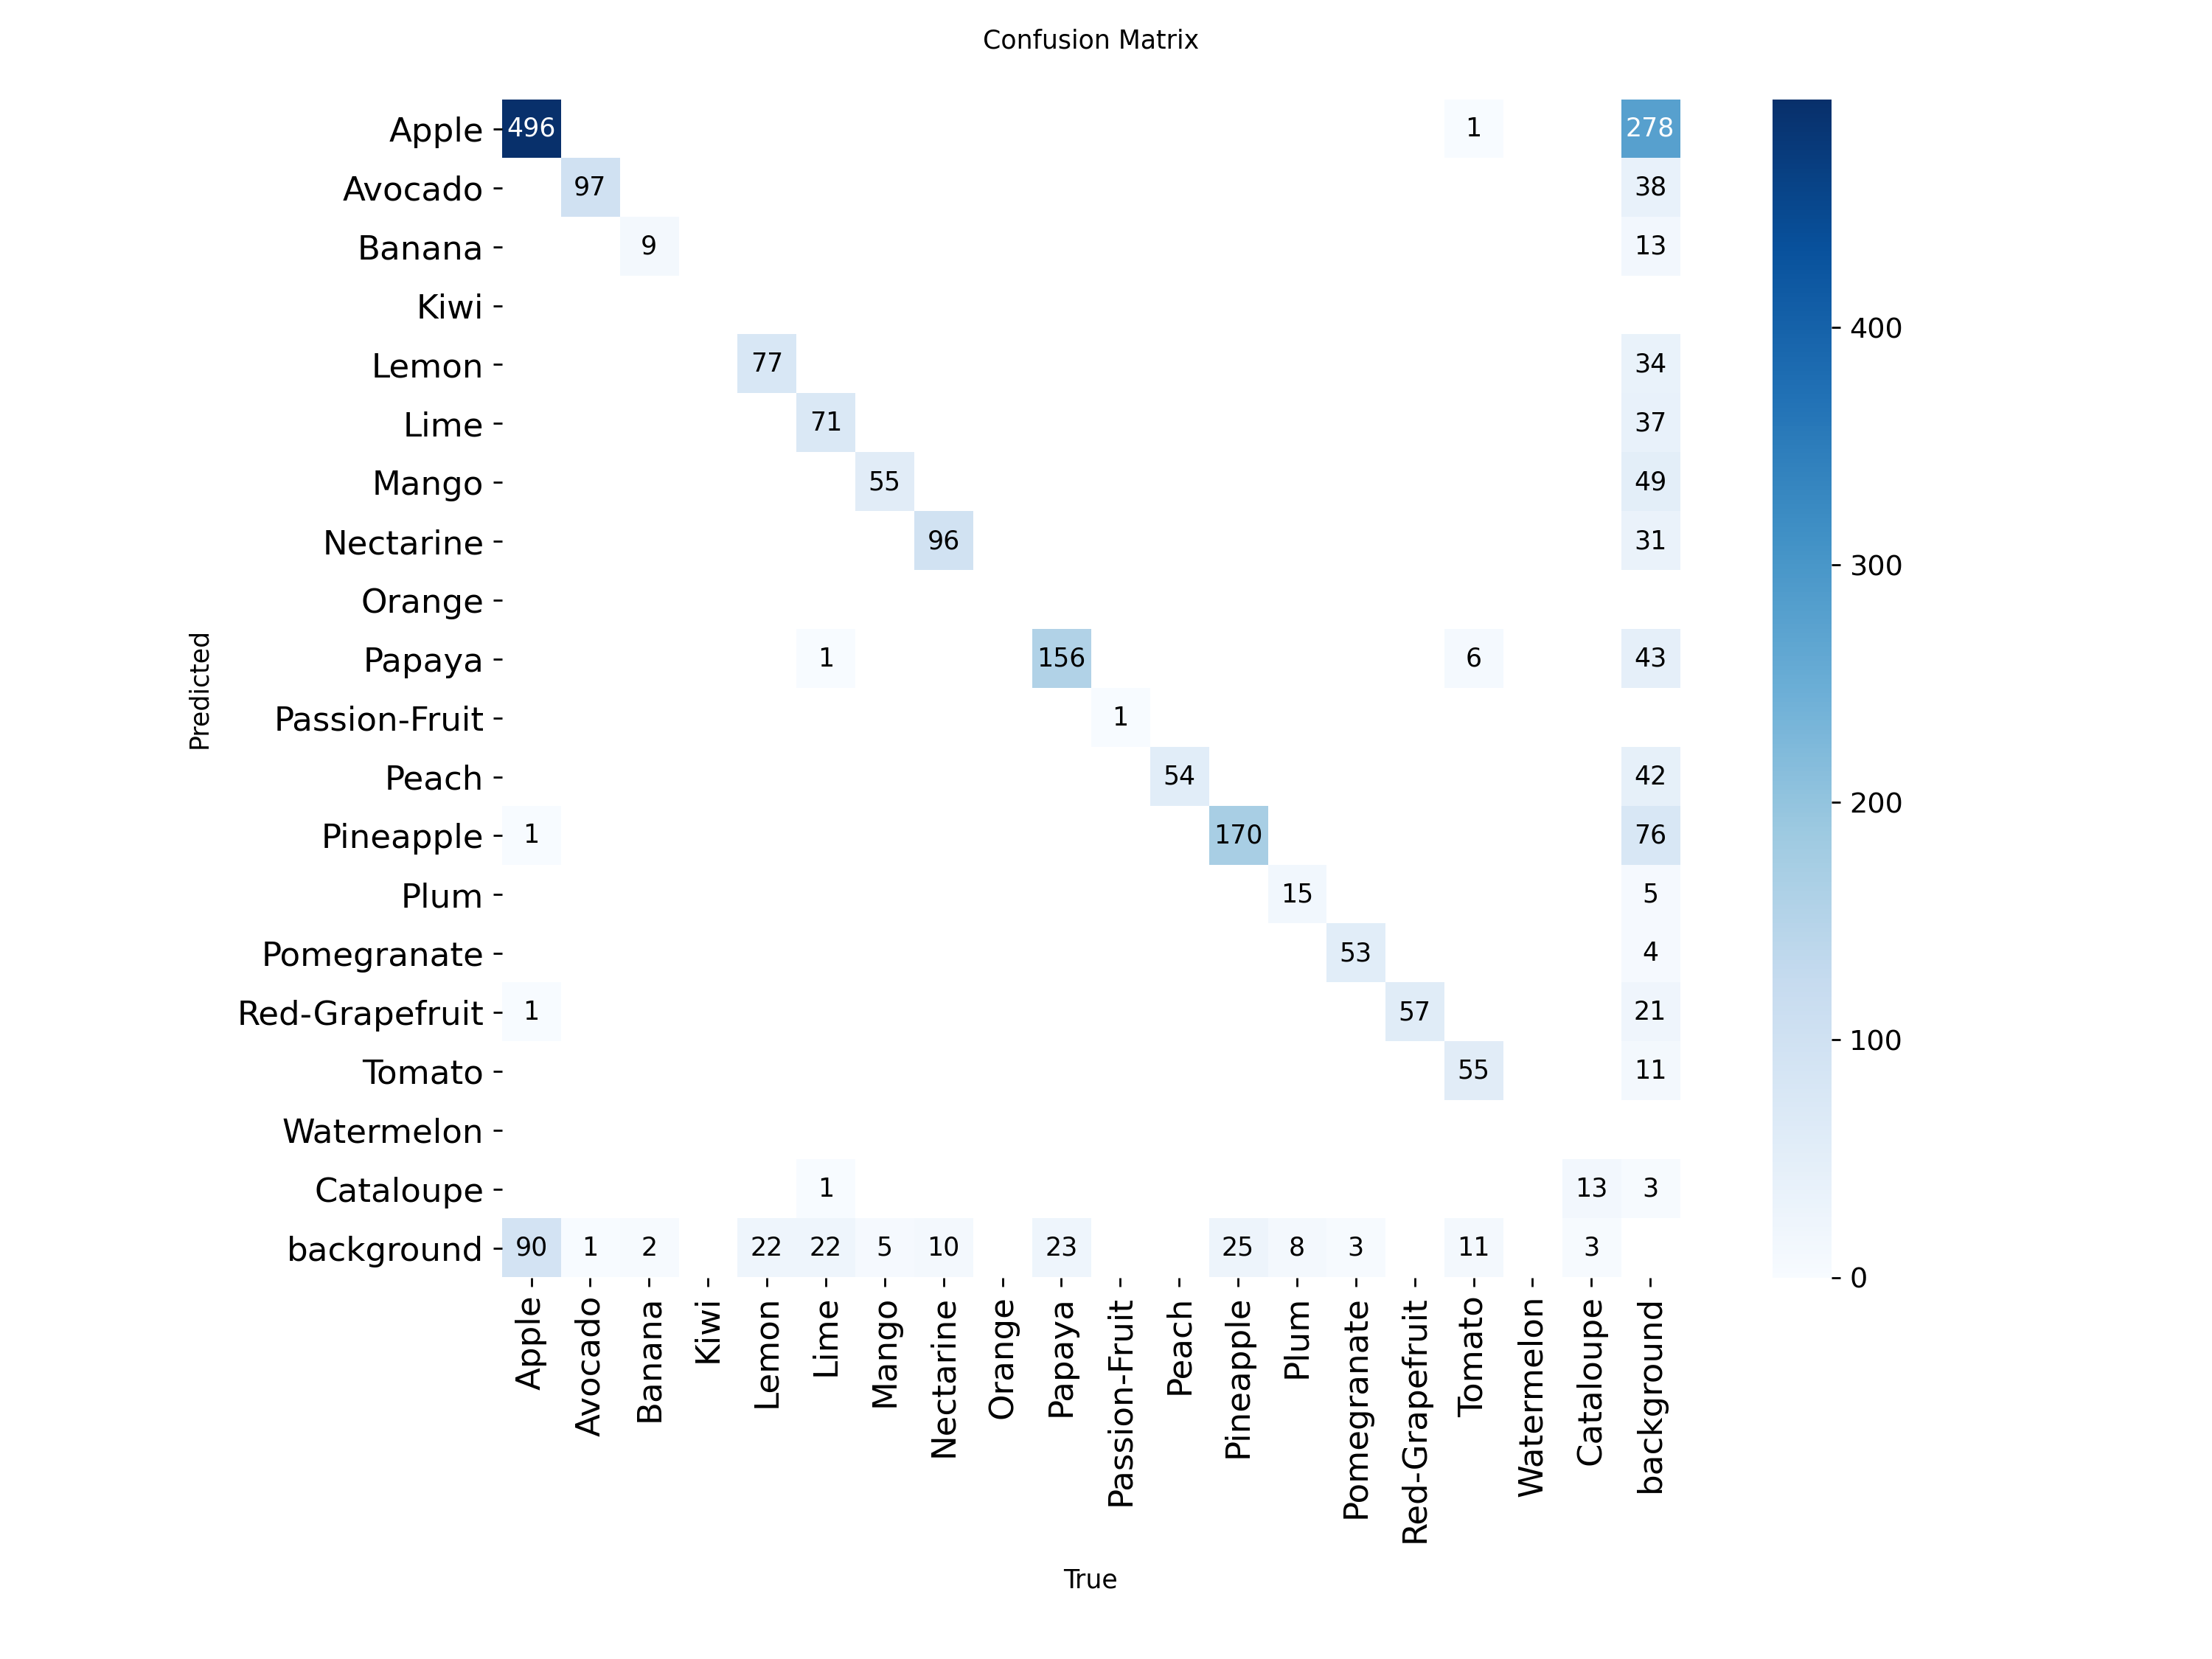 Confusion Matrix
Apple 496 1 278
Avocado 97 38
Banana 9 13
Kiwi
Lemon 77 34
Lime 71 37
Mango 55 49
Nectarine 96 31
Orange
Papaya 1 156 6 43
Passion-Fruit 1
Peach 54 42
Pineapple 1 170 76
Plum 15 5
Pomegranate 53 4
Red-Grapefruit 1 57 21
Tomato 55 11
Watermelon
Cataloupe 1 13 3
background 90 1 2 22 22 5 10 23 25 8 3 11 3
Predicted
Apple
Avocado
Banana
Kiwi
Lemon
Lime
Mango
Nectarine
Orange
Papaya
Passion-Fruit
Peach
Pineapple
Plum
Pomegranate
Red-Grapefruit
Tomato
Watermelon
Cataloupe
background
True
400
300
200
100
0